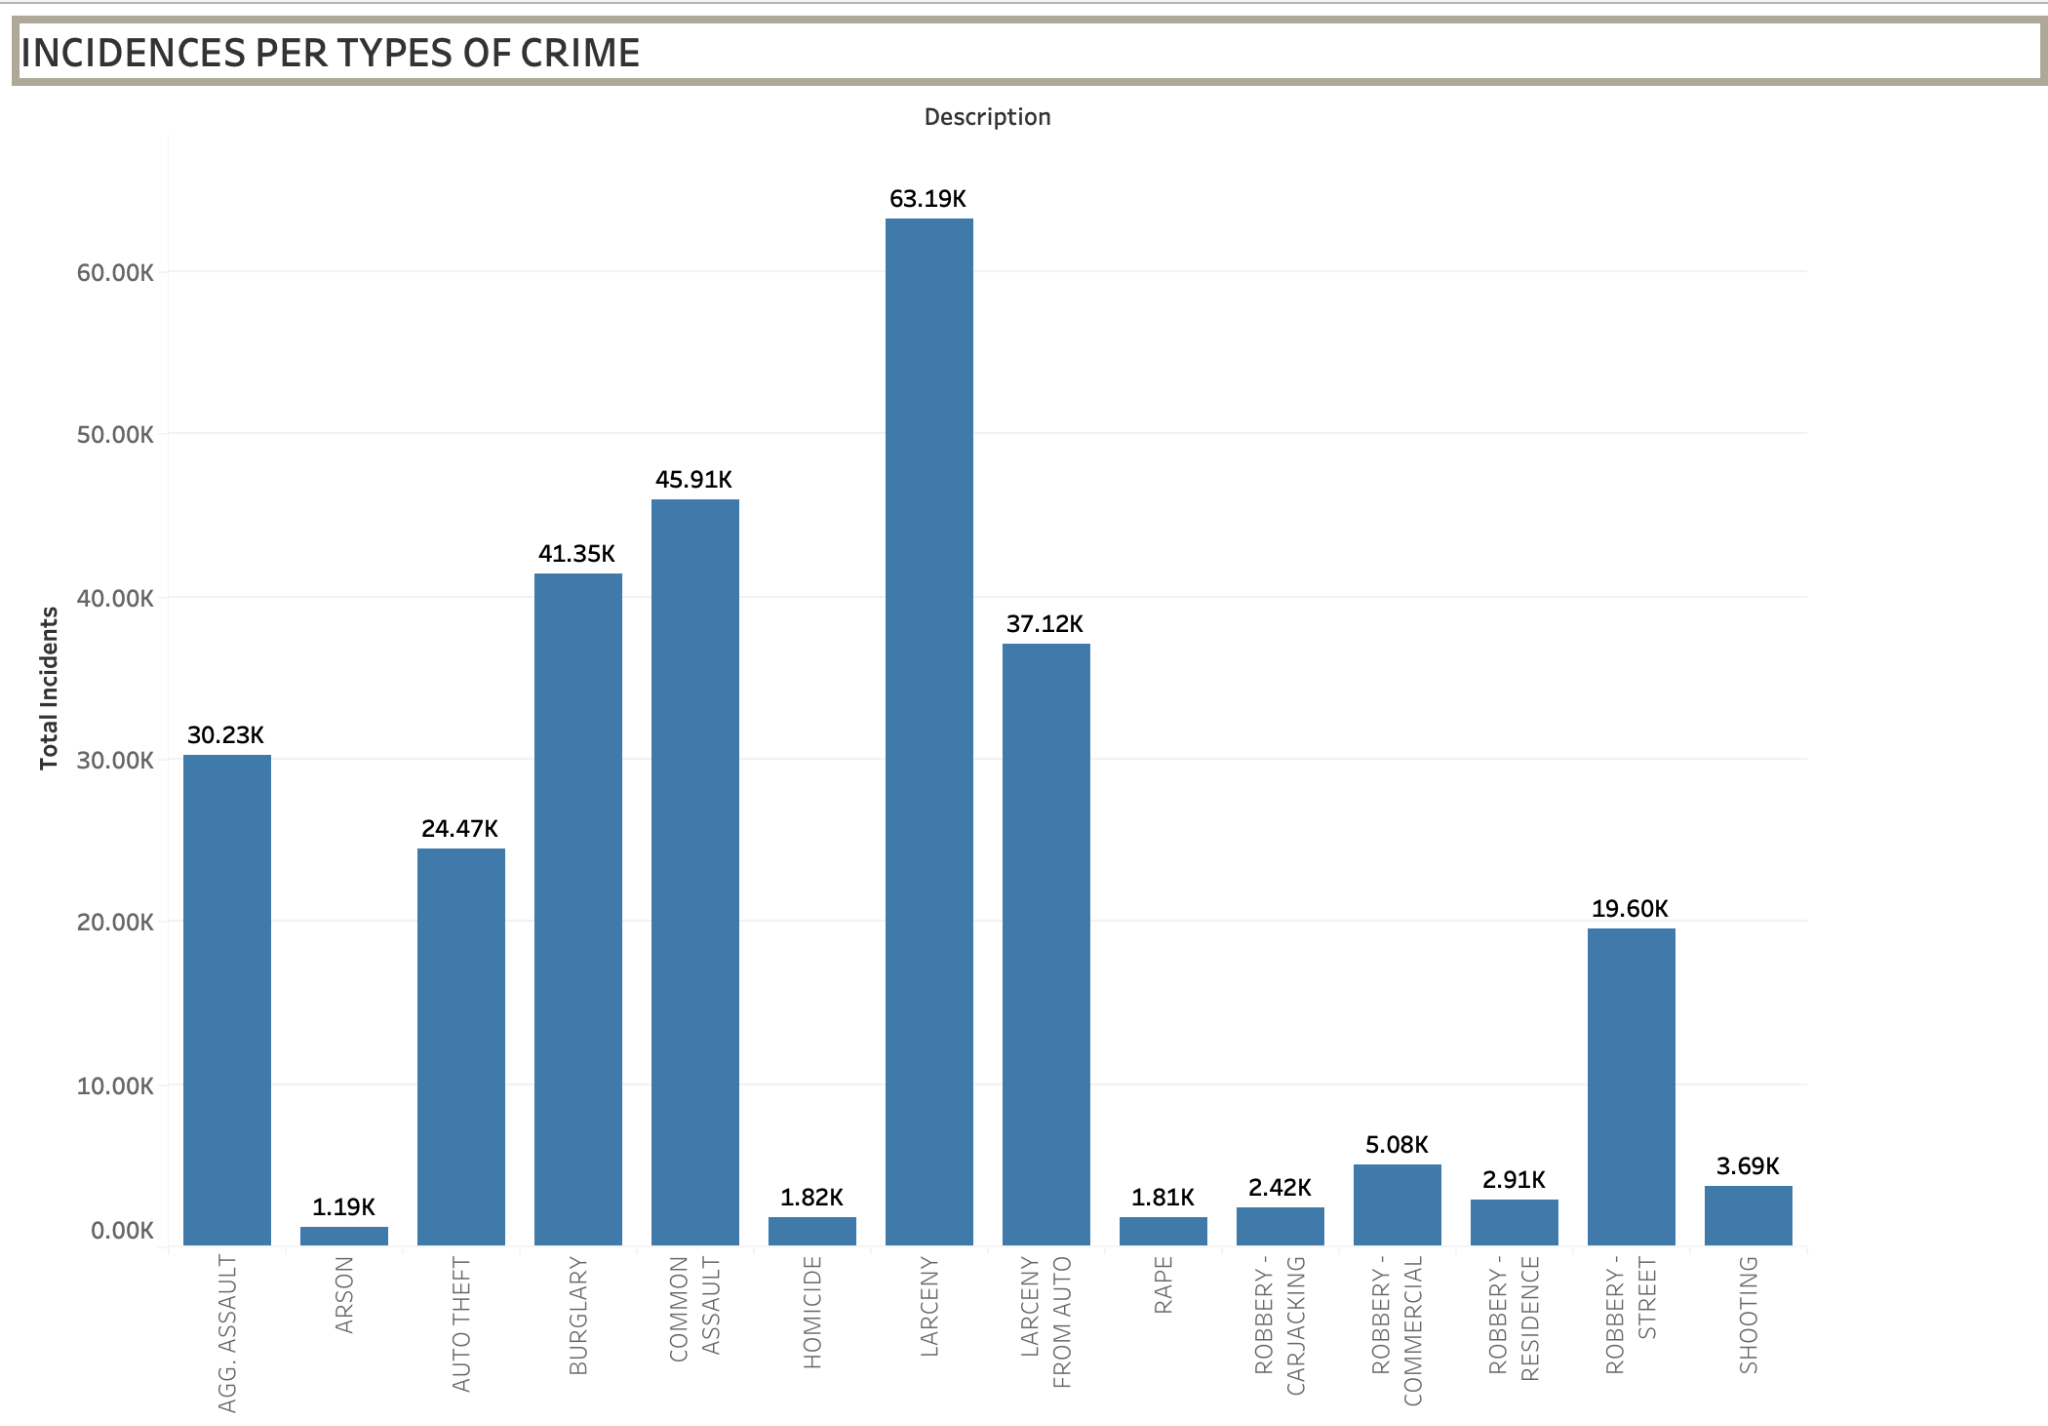 INCIDENCES PER TYPES OF CRIME
Description
Total Incidents
60.00K
50.00K
40.00K
30.00K
20.00K
10.00K
0.00K
30.23K
1.19K
24.47K
41.35K
45.91K
1.82K
63.19K
37.12K
1.81K
2.42K
5.08K
2.91K
19.60K
3.69K
AGG. ASSAULT
ARSON
AUTO THEFT
BURGLARY
COMMON
ASSAULT
HOMICIDE
LARCENY
LARCENY
FROM AUTO
RAPE
ROBBERY -
CARJACKING
ROBBERY -
COMMERCIAL
ROBBERY -
RESIDENCE
ROBBERY -
STREET
SHOOTING